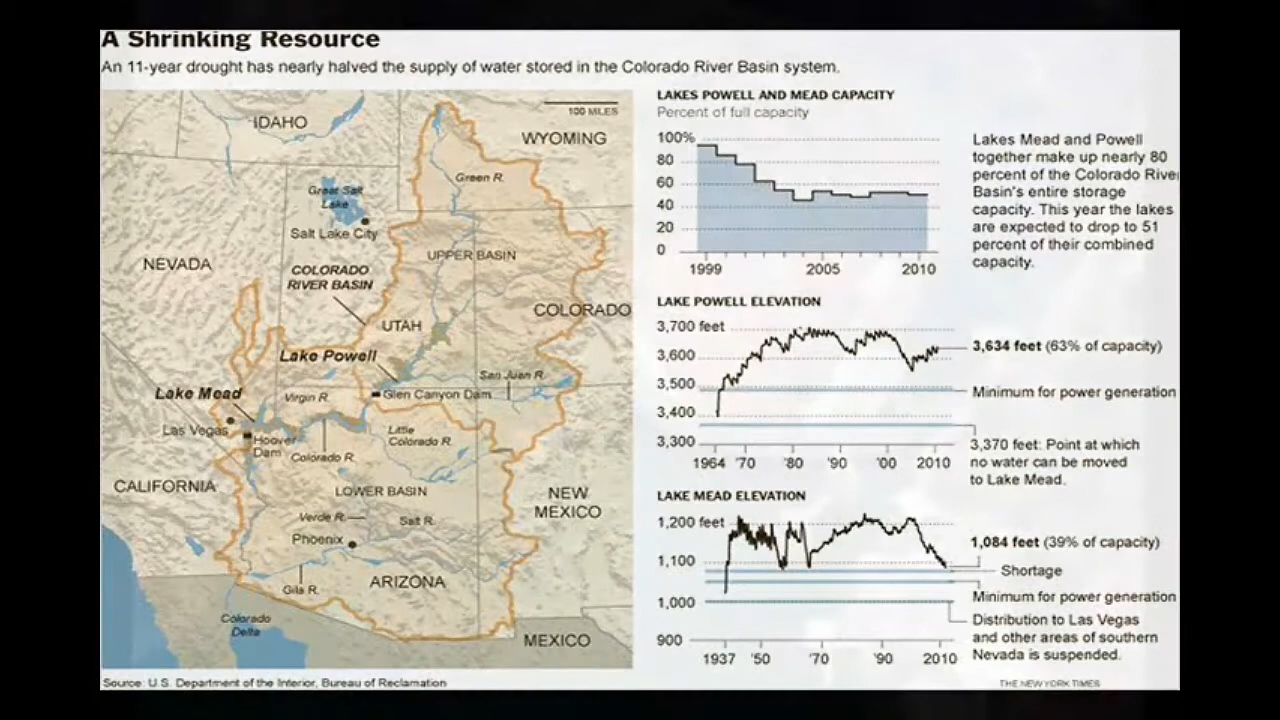 A Shrinking Resource
An 11-year drought has nearly halved the supply of water stored in the Colorado River Basin system.
100 MILES
IDAHO
WYOMING
Green R.
Great Salt
Lake
Salt Lake City
NEVADA
UPPER BASIN
COLORADO
RIVER BASIN
COLORADO
UTAH
Lake Powell
San Juan R.
Lake Mead
Virgin R.
Glen Canyon Dam
Las Vegas
Hoover
Dam
Little
Colorado R.
Colorado R.
CALIFORNIA
LOWER BASIN
NEW
MEXICO
Verde R.
Salt R.
Phoenix
Gila R.
ARIZONA
Colorado
Delta
MEXICO
LAKES POWELL AND MEAD CAPACITY
Percent of full capacity
100%
80
60
40
20
0
1999
2005
2010
Lakes Mead and Powell
together make up nearly 80
percent of the Colorado River
Basin's entire storage
capacity. This year the lakes
are expected to drop to 51
percent of their combined
capacity.
LAKE POWELL ELEVATION
3,700 feet
3,600
3,500
3,400
3,300
1964
'70
'80
'90
'00
2010
3,634 feet (63% of capacity)
Minimum for power generation
3,370 feet: Point at which
no water can be moved
to Lake Mead.
LAKE MEAD ELEVATION
1,200 feet
1,100
1,000
900
1937
'50
'70
'90
2010
1,084 feet (39% of capacity)
Shortage
Minimum for power generation
Distribution to Las Vegas
and other areas of southern
Nevada is suspended.
Source: U.S. Department of the Interior, Bureau of Reclamation
THE NEW YORK TIMES